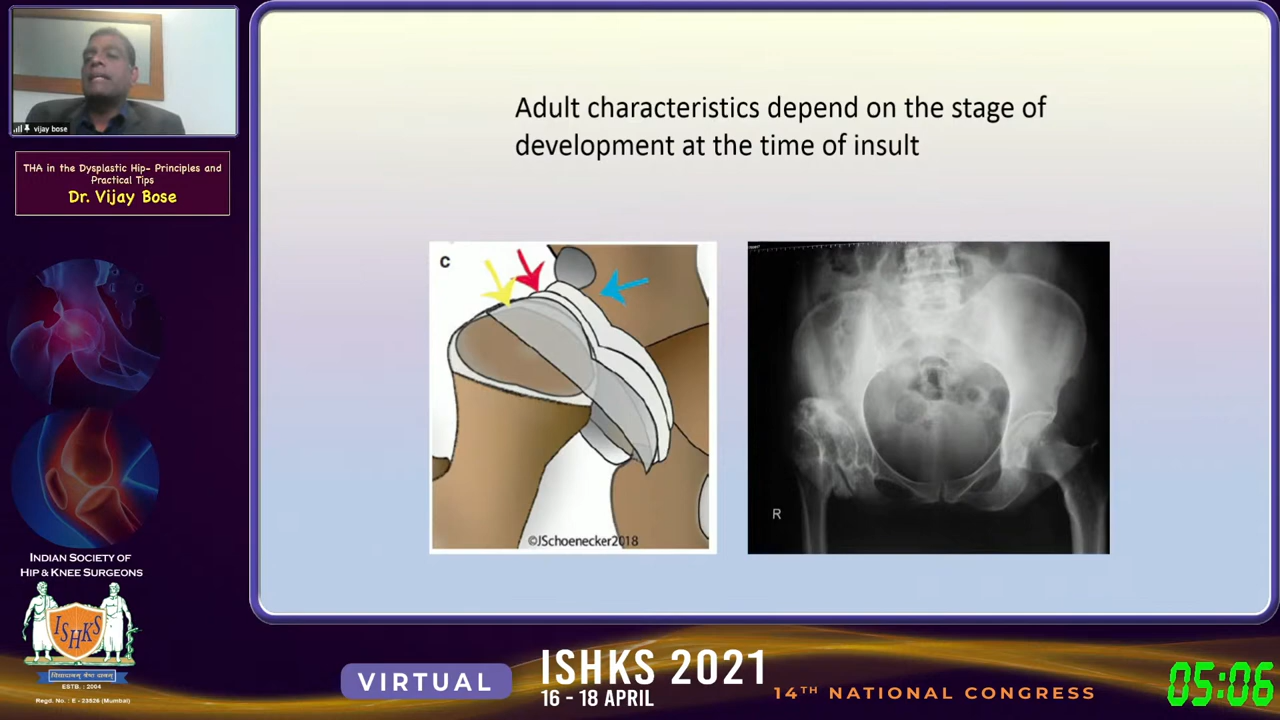 vijay bose
THA in the Dysplastic Hip- Principles and
Practical Tips
Dr. Vijay Bose
INDIAN SOCIETY OF
HIP & KNEE SURGEONS
ISHKS
ESTB. : 2004
Regd. No. : E - 23526 (Mumbai)
Adult characteristics depend on the stage of
development at the time of insult
C
©JSchoenecker2018
R
VIRTUAL
ISHKS 2021
16 - 18 APRIL
14TH NATIONAL CONGRESS
05:06